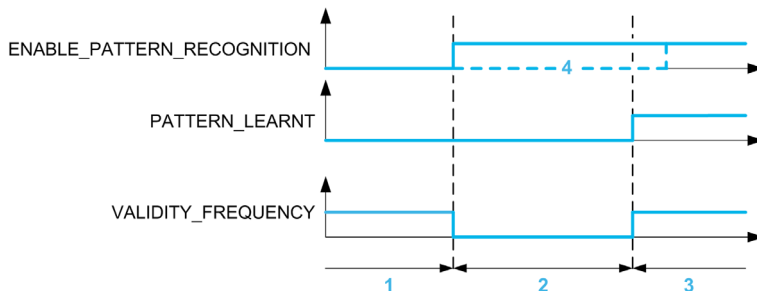 ENABLE_PATTERN_RECOGNITION
4
PATTERN_LEARNT
VALIDITY_FREQUENCY
1 2 3